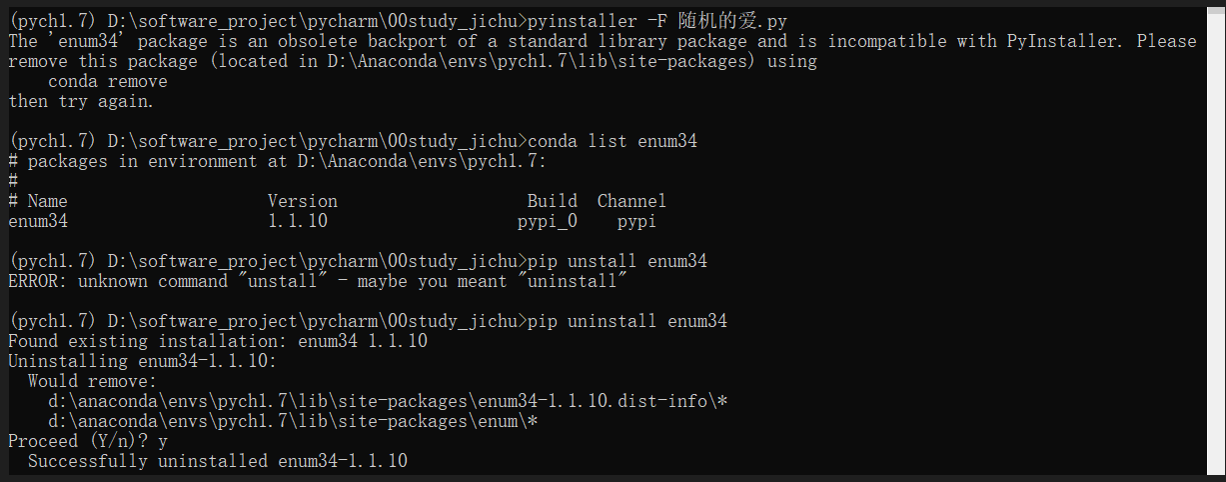 (pych1.7) D:\software_project\pycharm\00study_jichu>pyinstaller -F 随机的爱.py
The 'enum34' package is an obsolete backport of a standard library package and is incompatible with PyInstaller. Please
remove this package (located in D:\Anaconda\envs\pych1.7\lib\site-packages) using
    conda remove
then try again.
(pych1.7) D:\software_project\pycharm\00study_jichu>conda list enum34
# packages in environment at D:\Anaconda\envs\pych1.7:
#
# Name                    Version                   Build  Channel
enum34                    1.1.10                   pypi_0    pypi
(pych1.7) D:\software_project\pycharm\00study_jichu>pip unstall enum34
ERROR: unknown command "unstall" - maybe you meant "uninstall"
(pych1.7) D:\software_project\pycharm\00study_jichu>pip uninstall enum34
Found existing installation: enum34 1.1.10
Uninstalling enum34-1.1.10:
  Would remove:
    d:\anaconda\envs\pych1.7\lib\site-packages\enum34-1.1.10.dist-info\*
    d:\anaconda\envs\pych1.7\lib\site-packages\enum\*
Proceed (Y/n)? y
  Successfully uninstalled enum34-1.1.10